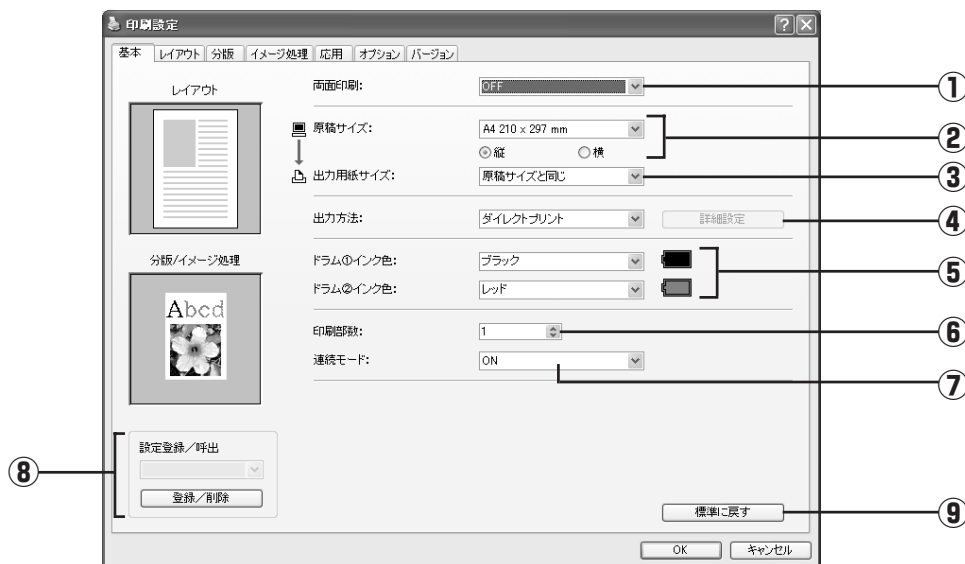 印刷設定
基本 レイアウト 分版 イメージ処理 応用 オプション バージョン
レイアウト
両面印刷: OFF ①
原稿サイズ: A4 210 x 297 mm ②
縦 横
出力用紙サイズ: 原稿サイズと同じ ③
出力方法: ダイレクトプリント 詳細設定 ④
分版/イメージ処理
Abcd
ドラム①インク色: ブラック ⑤
ドラム②インク色: レッド
印刷部数: 1 ⑥
連続モード: ON ⑦
⑧ 設定登録/呼出
登録/削除
標準に戻す ⑨
OK キャンセル